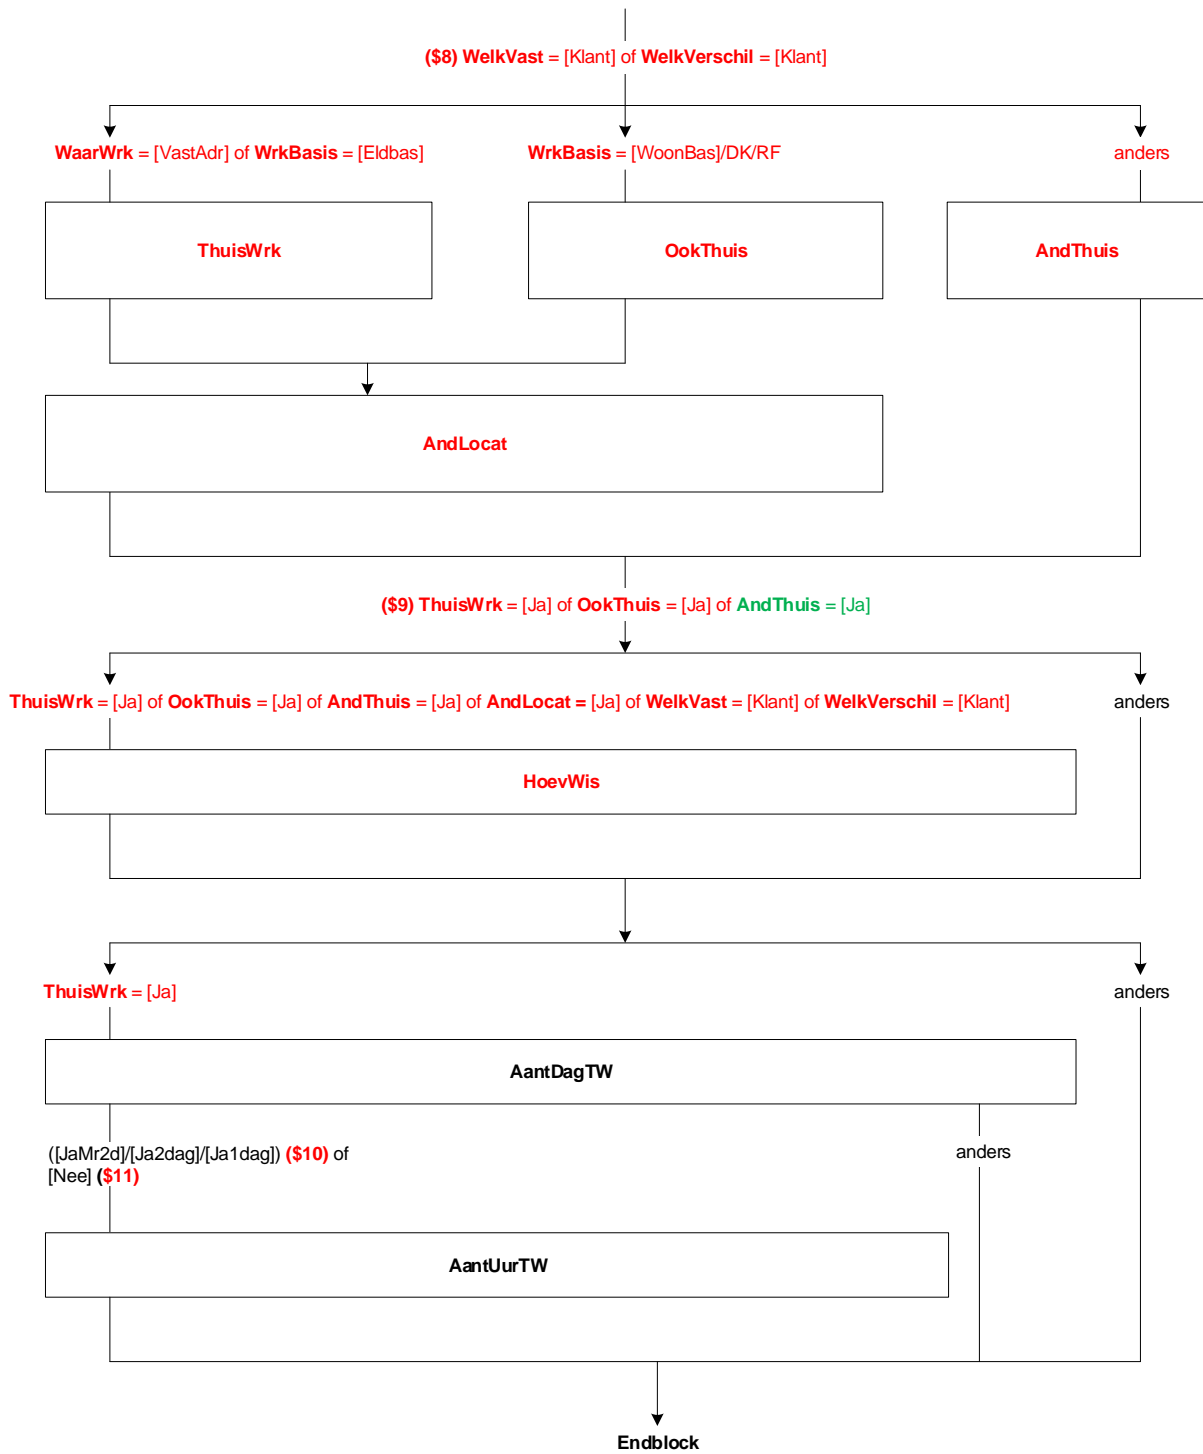 ($8) WelkVast = [Klant] of WelkVerschil = [Klant]
WaarWrk = [VastAdr] of WrkBasis = [Eldbas]
WrkBasis = [WoonBas]/DK/RF
anders
ThuisWrk
OokThuis
AndThuis
AndLocat
($9) ThuisWrk = [Ja] of OokThuis = [Ja] of AndThuis = [Ja]
ThuisWrk = [Ja] of OokThuis = [Ja] of AndThuis = [Ja] of AndLocat = [Ja] of WelkVast = [Klant] of WelkVerschil = [Klant]
anders
HoevWis
ThuisWrk = [Ja]
anders
AantDagTW
([JaMr2d]/[Ja2dag]/[Ja1dag]) ($10) of
[Nee] ($11)
anders
AantUurTW
Endblock